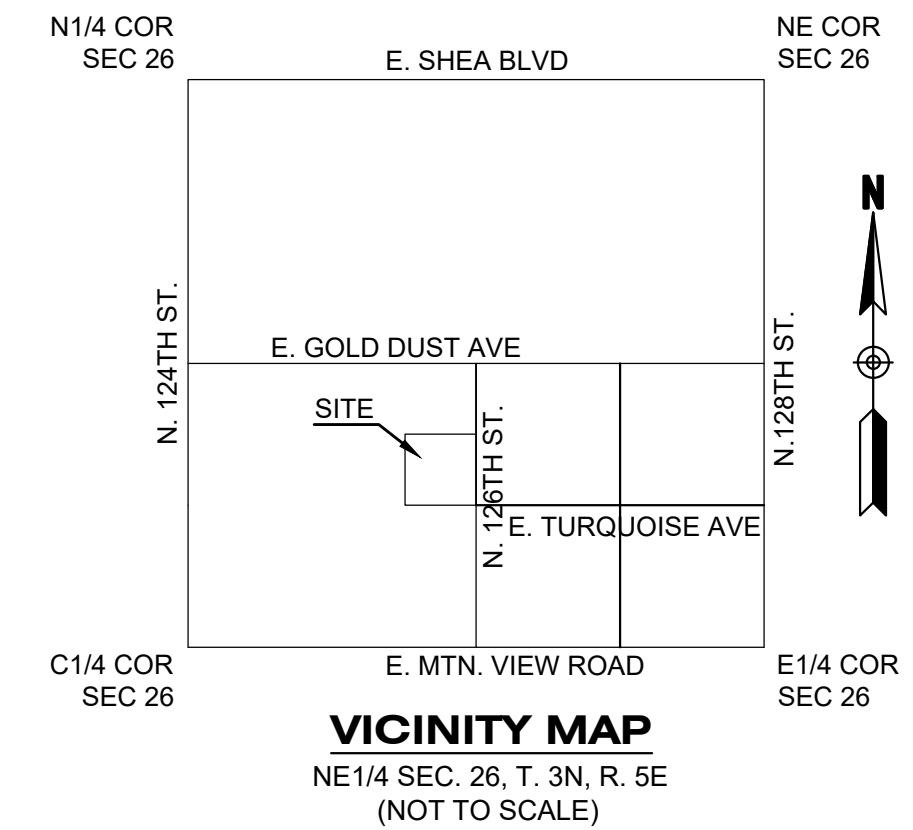 N1/4 COR
SEC 26
NE COR
SEC 26
E. SHEA BLVD
N
N. 124TH ST.
E. GOLD DUST AVE
N.128TH ST.
SITE
N. 126TH ST.
E. TURQUOISE AVE
C1/4 COR
SEC 26
E. MTN. VIEW ROAD
E1/4 COR
SEC 26
VICINITY MAP
NE1/4 SEC. 26, T. 3N, R. 5E
(NOT TO SCALE)